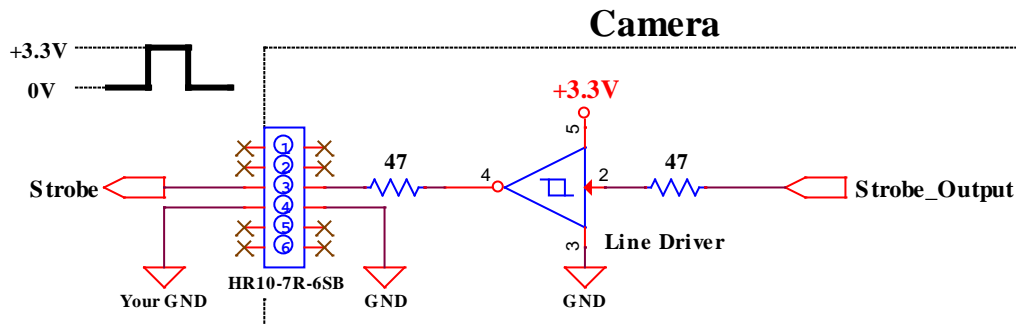 Camera
+3.3V
0V
+3.3V
5
1
2
47
4
2
47
Strobe
3
Strobe_Output
4
5
6
3
Line Driver
HR10-7R-6SB
Your GND
GND
GND